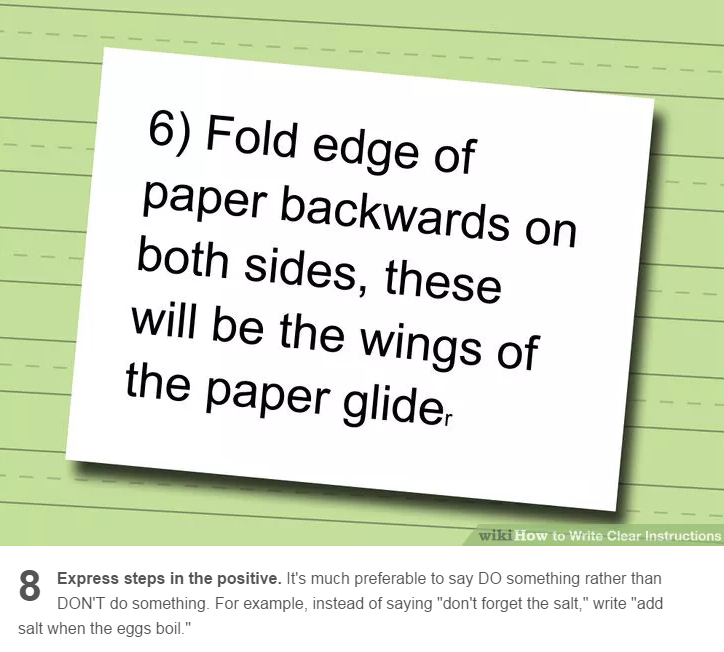 6) Fold edge of
paper backwards on
both sides, these
will be the wings of
the paper glider
wikiHow to Write Clear Instructions
8 Express steps in the positive. It's much preferable to say DO something rather than
DON'T do something. For example, instead of saying "don't forget the salt," write "add
salt when the eggs boil."